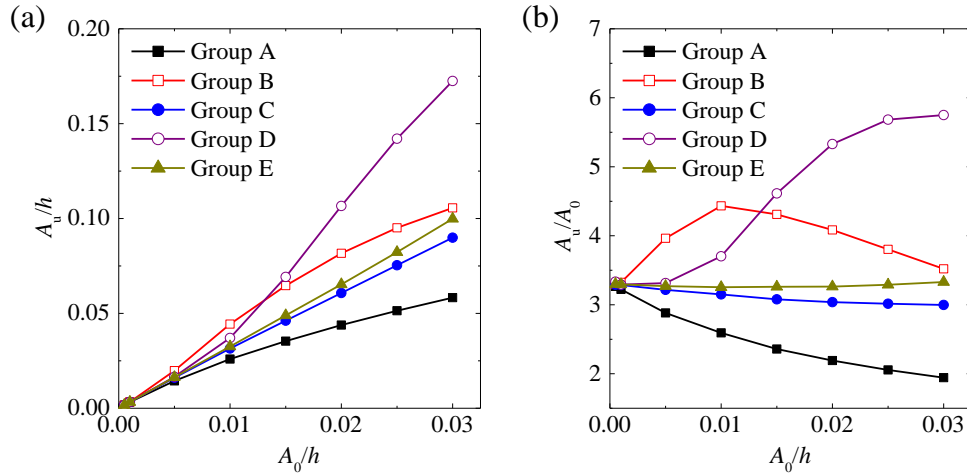 (a)
0.20
0.15
0.10
0.05
0.00
A_u/h
Group A
Group B
Group C
Group D
Group E
0.00 0.01 0.02 0.03
A_0/h
(b)
7
6
5
4
3
2
A_u/A_0
Group A
Group B
Group C
Group D
Group E
0.00 0.01 0.02 0.03
A_0/h